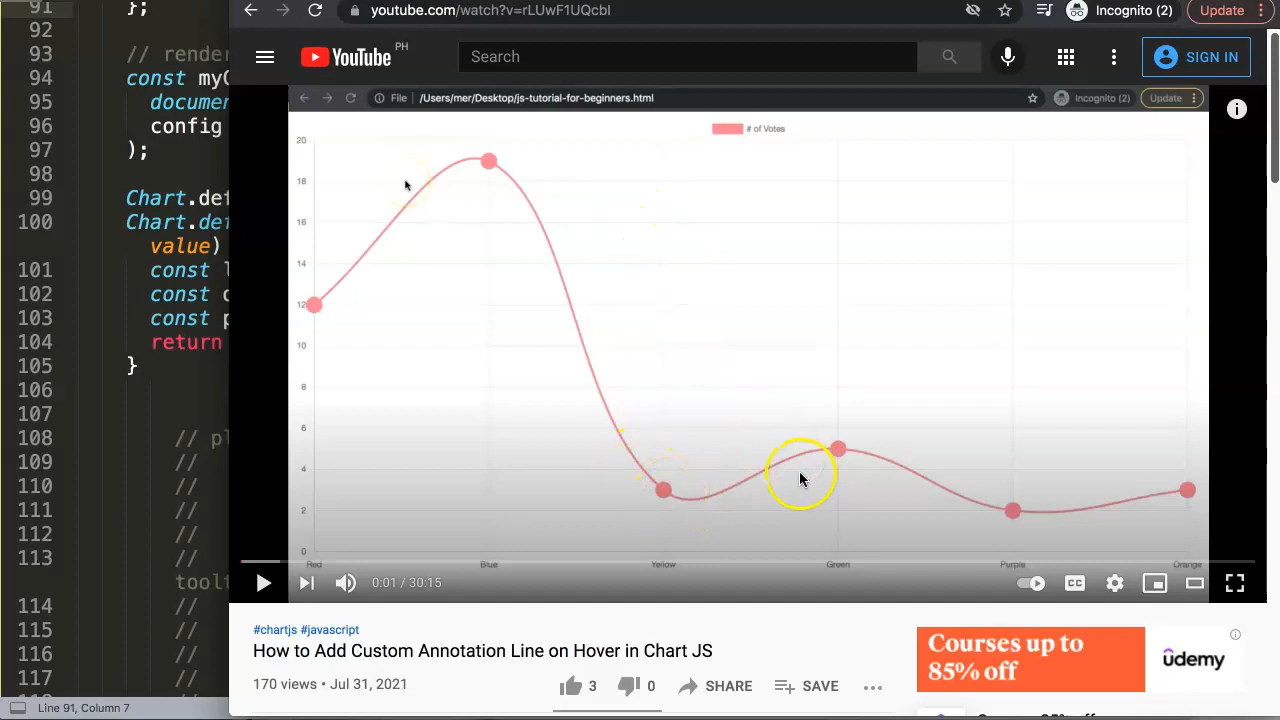 91 };
92
93 // render
94 const myC
95 documen
96 config
97 );
98
99 Chart.def
100 Chart.def
value)
101 const l
102 const d
103 const p
104 return
105 }
106
107
108 // pl
109 //
110 //
111 //
112 //
113 //
toolt
114 //
115 //
116 //
117 //
Line 91, Column 7
youtube.com/watch?v=rLUwF1UQcbI
Incognito (2)
Update
YouTube PH
Search
SIGN IN
File | /Users/mer/Desktop/js-tutorial-for-beginners.html
Incognito (2)
Update
# of Votes
20
18
16
14
12
10
8
6
4
2
0
Red Blue Yellow Green Purple Orange
0:01 / 30:15
CC
#chartjs #javascript
How to Add Custom Annotation Line on Hover in Chart JS
170 views • Jul 31, 2021
3 0 SHARE SAVE
Courses up to
85% off
udemy